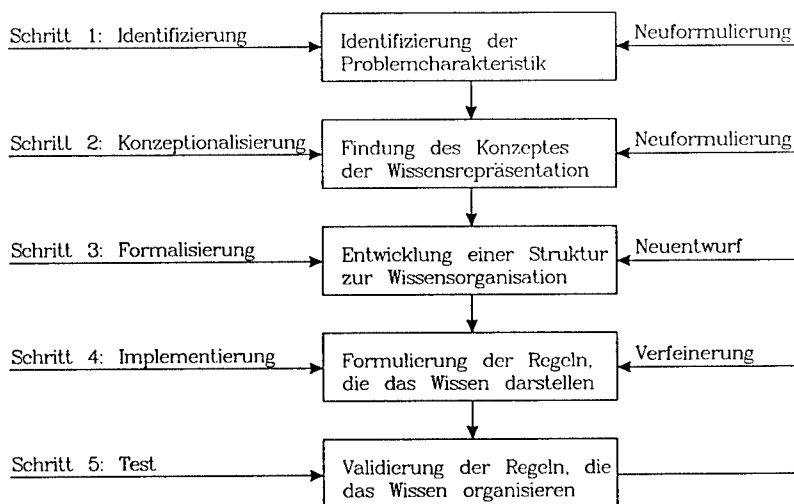 Schritt 1: Identifizierung
Identifizierung der
Problemcharakteristik
Neuformulierung
Schritt 2: Konzeptionalisierung
Findung des Konzeptes
der Wissensrepräsentation
Neuformulierung
Schritt 3: Formalisierung
Entwicklung einer Struktur
zur Wissensorganisation
Neuentwurf
Schritt 4: Implementierung
Formulierung der Regeln,
die das Wissen darstellen
Verfeinerung
Schritt 5: Test
Validierung der Regeln, die
das Wissen organisieren